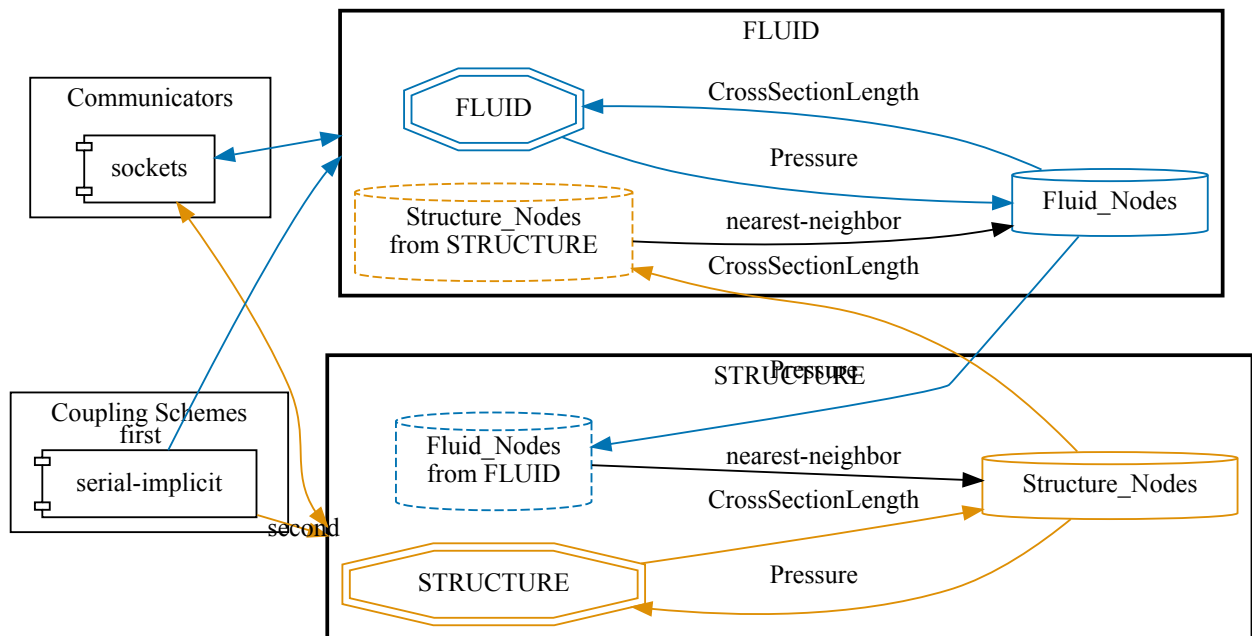 FLUID
Communicators
FLUID
CrossSectionLength
sockets
Pressure
Fluid_Nodes
Structure_Nodes
from STRUCTURE
nearest-neighbor
CrossSectionLength
Pressure
STRUCTURE
Coupling Schemes
first
serial-implicit
second
Fluid_Nodes
from FLUID
nearest-neighbor
CrossSectionLength
Structure_Nodes
STRUCTURE
Pressure